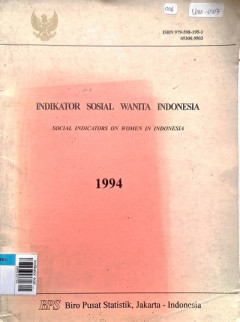 ISBN 979-598-195-1
INDIKATOR SOSIAL WANITA INDONESIA
SOCIAL INDICATORS ON WOMEN IN INDONESIA
1994
BPS Biro Pusat Statistik, Jakarta - Indonesia